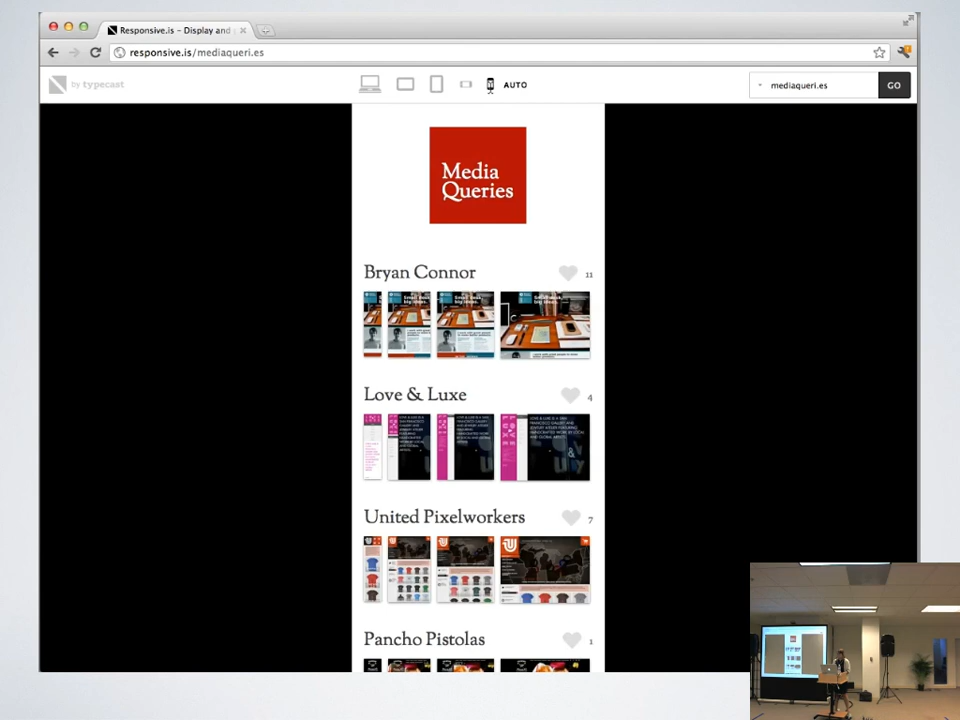 Responsive.is - Display and
responsive.is/mediaqueri.es
by typecast
AUTO
mediaqueri.es
GO
Media
Queries
Bryan Connor
11
Love & Luxe
4
United Pixelworkers
7
Pancho Pistolas
1